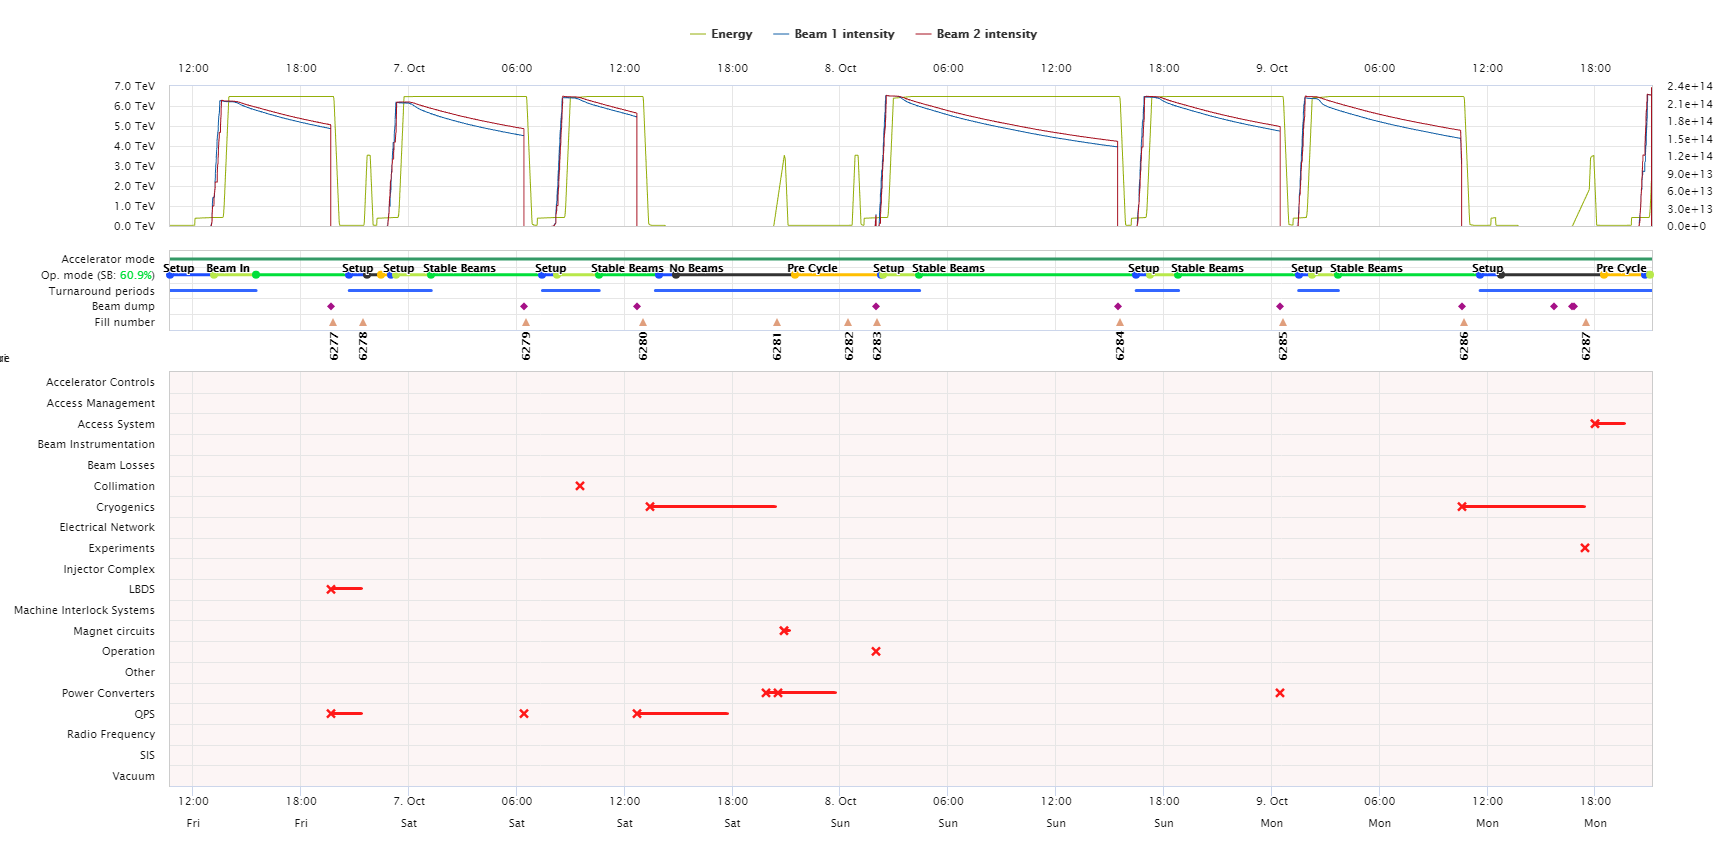 Energy Beam 1 intensity Beam 2 intensity
12:00 18:00 7. Oct 06:00 12:00 18:00 8. Oct 06:00 12:00 18:00 9. Oct 06:00 12:00 18:00
7.0 TeV 2.4e+14
6.0 TeV 2.1e+14
5.0 TeV 1.8e+14
4.0 TeV 1.5e+14
3.0 TeV 1.2e+14
2.0 TeV 9.0e+13
1.0 TeV 6.0e+13
0.0 TeV 3.0e+13
0.0e+0
Accelerator mode
Setup Beam In Setup Setup Stable Beams Setup Stable Beams No Beams Pre Cycle Setup Stable Beams Setup Stable Beams Setup Stable Beams Setup Pre Cycle
Op. mode (SB: 60.9%)
Turnaround periods
Beam dump
Fill number
6277 6278 6279 6280 6281 6282 6283 6284 6285 6286 6287
Accelerator Controls
Access Management
Access System
Beam Instrumentation
Beam Losses
Collimation
Cryogenics
Electrical Network
Experiments
Injector Complex
LBDS
Machine Interlock Systems
Magnet circuits
Operation
Other
Power Converters
QPS
Radio Frequency
SIS
Vacuum
12:00 18:00 7. Oct 06:00 12:00 18:00 8. Oct 06:00 12:00 18:00 9. Oct 06:00 12:00 18:00
Fri Fri Sat Sat Sat Sat Sun Sun Sun Sun Mon Mon Mon Mon